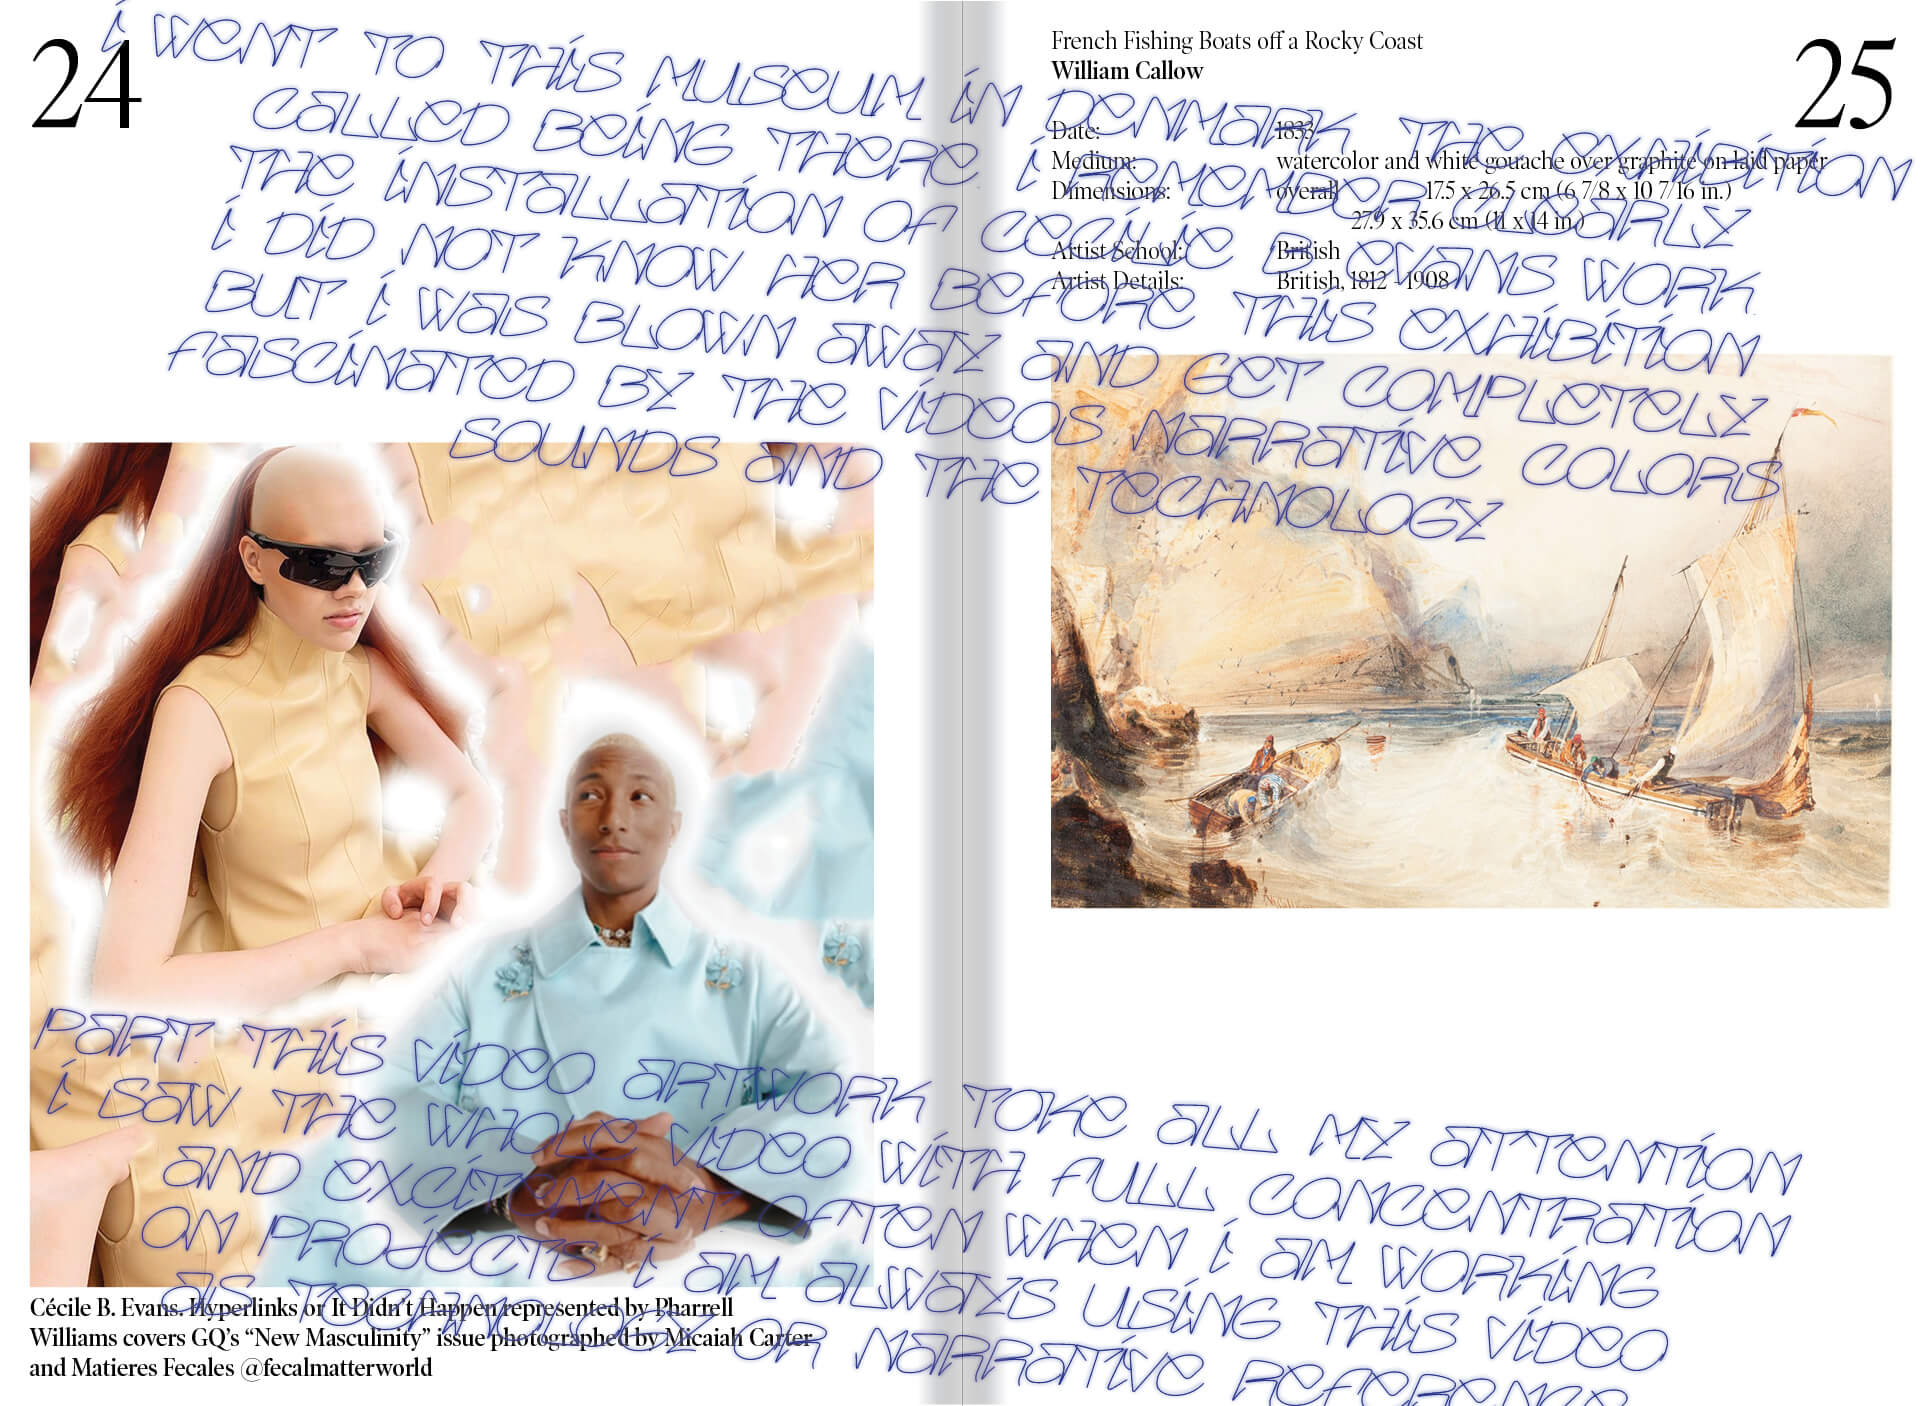 24
i WENT TO THIS MUSEUM IN DENMARK THE EXHIBITION
CALLED BEING THERE I REMEMBER CLEARLY
THE INSTALLATION OF CECILIE B EVANS WORK
I DID NOT KNOW HER BEFORE THIS EXHIBITION
BUT I WAS BLOWN AWAY AND GET COMPLETELY
FASCINATED BY THE VIDEOS NARRATIVE COLORS
SOUNDS AND THE TECHNOLOGY
PART THIS VIDEO ARTWORK TOKE ALL MY ATTENTION
I SAW THE WHOLE VIDEO WITH FULL CONCENTRATION
AND EXCITEMENT OFTEN WHEN I AM WORKING
ON PROJECTS I AM ALWAYS USING THIS VIDEO
AS TECHNOLOGY OR NARRATIVE REFERENCE
Cécile B. Evans. Hyperlinks or It Didn't Happen represented by Pharrell
Williams covers GQ's “New Masculinity” issue photographed by Micaiah Carter
and Matieres Fecales @fecalmatterworld
French Fishing Boats off a Rocky Coast
William Callow
25
Date: 1833
Medium: watercolor and white gouache over graphite on laid paper
Dimensions: overall 17.5 x 26.5 cm (6 7/8 x 10 7/16 in.)
27.9 x 35.6 cm (11 x 14 in.)
Artist School: British
Artist Details: British, 1812 - 1908